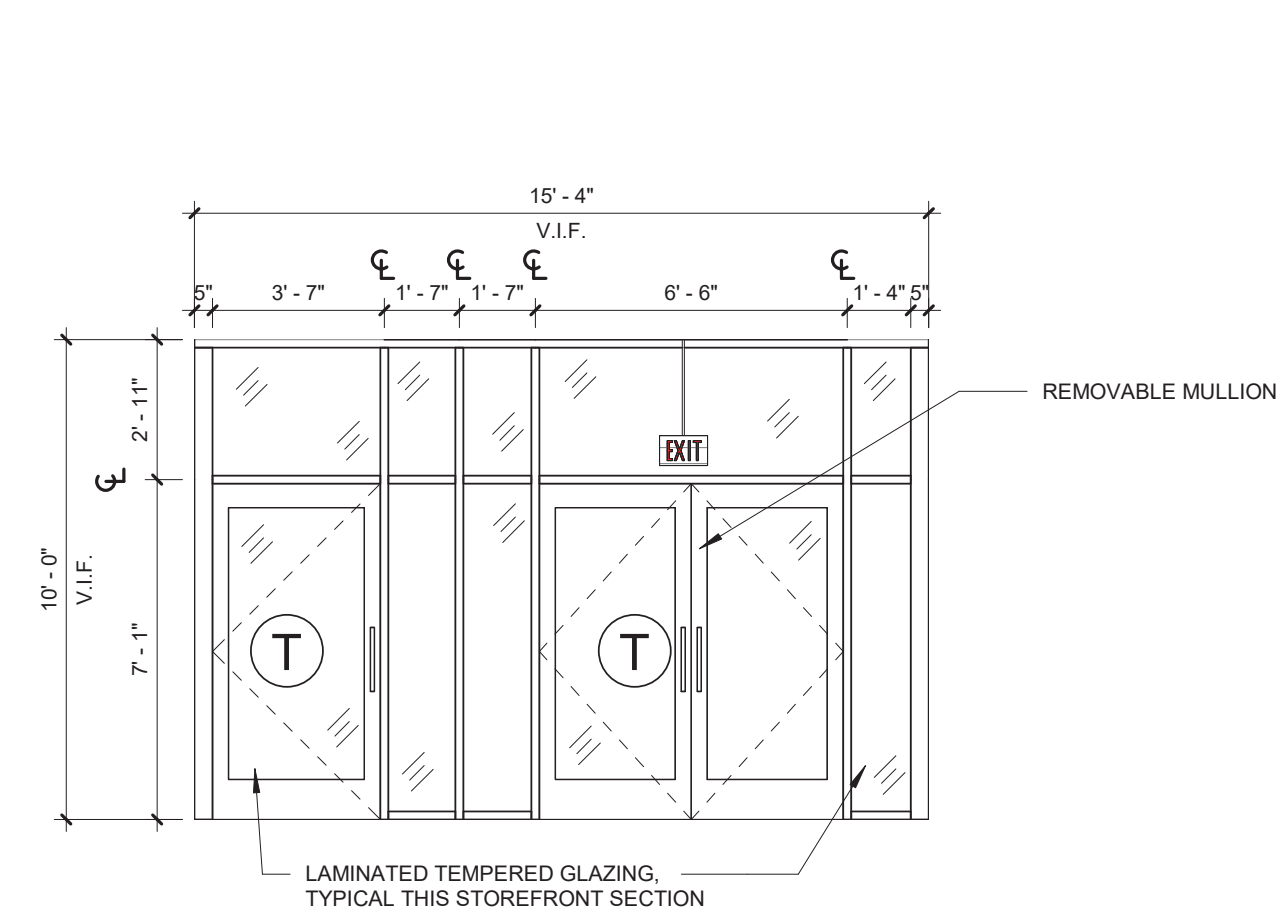 15' - 4"
V.I.F.
℄ ℄ ℄ ℄
5" 3' - 7" 1' - 7" 1' - 7" 6' - 6" 1' - 4" 5"
2' - 11"
REMOVABLE MULLION
EXIT
℄
10' - 0"
V.I.F.
7' - 1"
T T
LAMINATED TEMPERED GLAZING,
TYPICAL THIS STOREFRONT SECTION